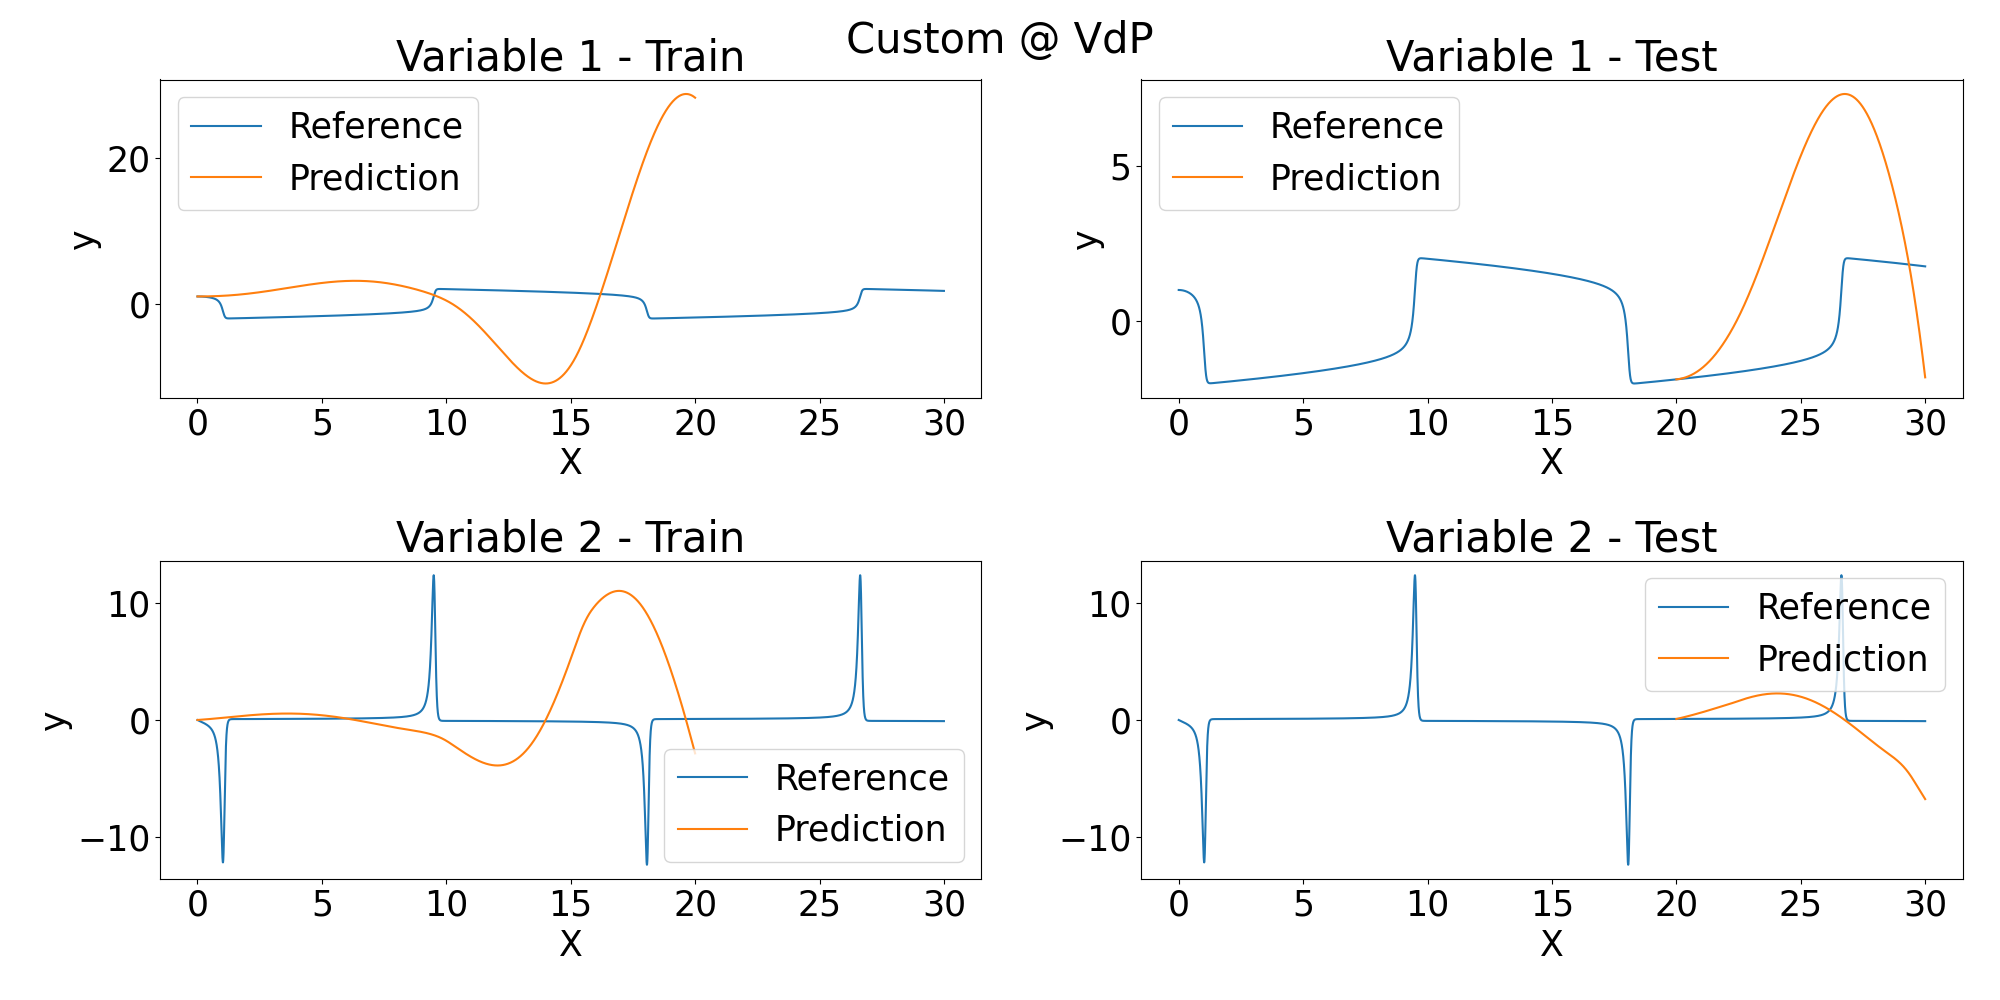 Custom @ VdP
Variable 1 - Train
Reference
Prediction
20
0
y
0 5 10 15 20 25 30
X
Variable 1 - Test
Reference
Prediction
5
0
y
0 5 10 15 20 25 30
X
Variable 2 - Train
10
0
−10
y
Reference
Prediction
0 5 10 15 20 25 30
X
Variable 2 - Test
10
0
−10
y
Reference
Prediction
0 5 10 15 20 25 30
X